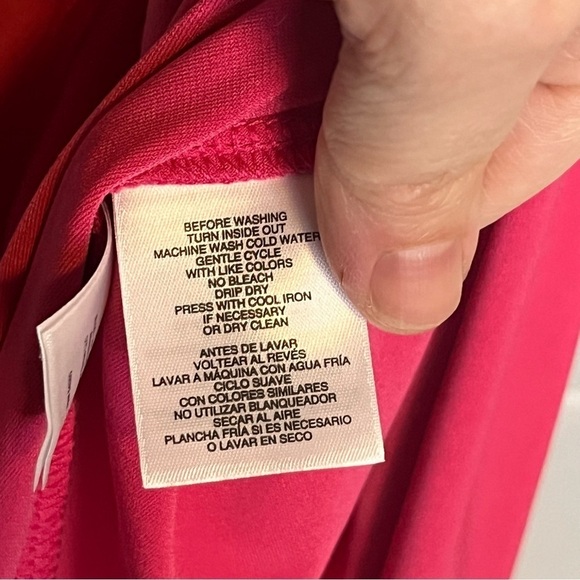 BEFORE WASHING
TURN INSIDE OUT
MACHINE WASH COLD WATER
GENTLE CYCLE
WITH LIKE COLORS
NO BLEACH
DRIP DRY
PRESS WITH COOL IRON
IF NECESSARY
OR DRY CLEAN
ANTES DE LAVAR
VOLTEAR AL REVÉS
LAVAR A MÁQUINA CON AGUA FRÍA
CICLO SUAVE
CON COLORES SIMILARES
NO UTILIZAR BLANQUEADOR
SECAR AL AIRE
PLANCHA FRÍA SI ES NECESARIO
O LAVAR EN SECO